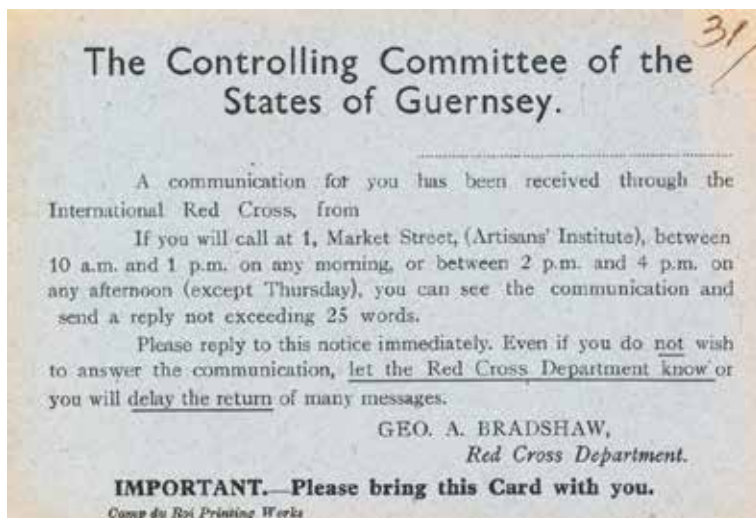 31
The Controlling Committee of the
States of Guernsey.
A communication for you has been received through the
International Red Cross, from
If you will call at 1, Market Street, (Artisans' Institute), between
10 a.m. and 1 p.m. on any morning, or between 2 p.m. and 4 p.m. on
any afternoon (except Thursday), you can see the communication and
send a reply not exceeding 25 words.
Please reply to this notice immediately. Even if you do not wish
to answer the communication, let the Red Cross Department know or
you will delay the return of many messages.
GEO. A. BRADSHAW,
Red Cross Department.
IMPORTANT.—Please bring this Card with you.
Camp du Roi Printing Works